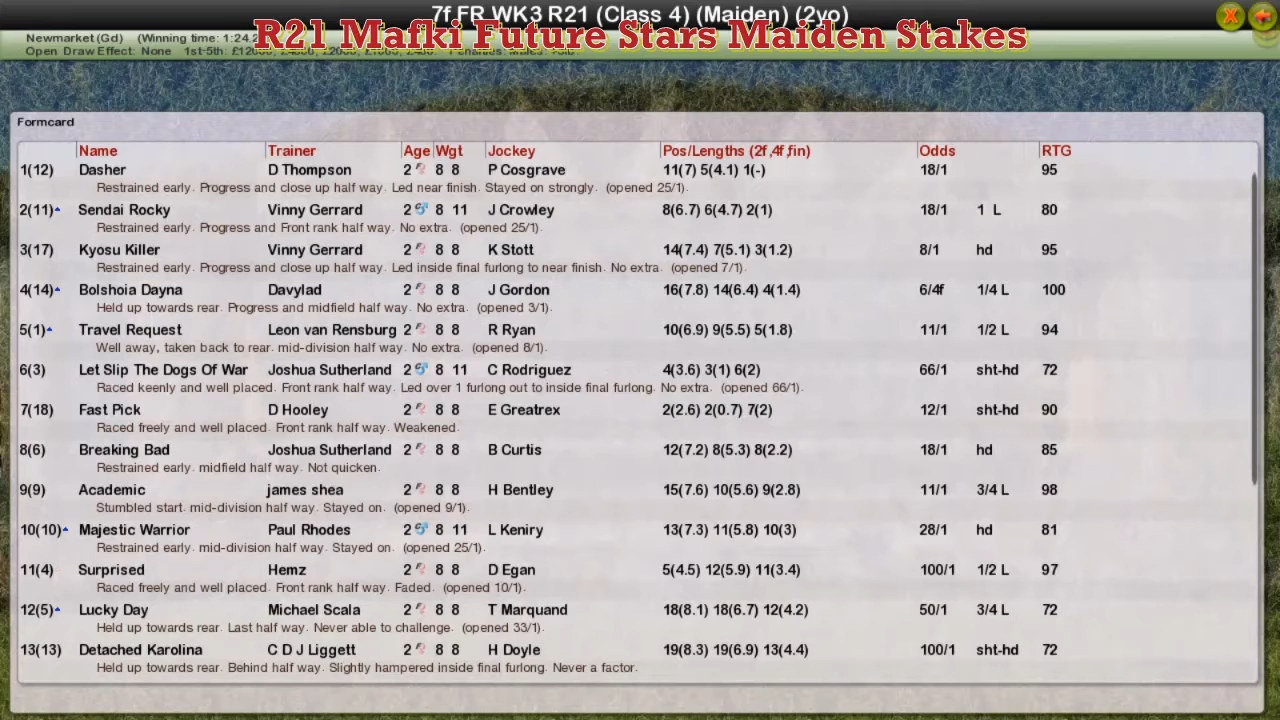 7f FR WK3 R21 (Class 4) (Maiden) (2yo)
R21 Mafki Future Stars Maiden Stakes
Newmarket (Gd) (Winning time: 1:24.2
Open Draw Effect: None 1st-5th:
Formcard
Name Trainer Age Wgt Jockey Pos/Lengths (2f,4f,fin) Odds RTG
1(12) Dasher D Thompson 2 8 8 P Cosgrave 11(7) 5(4.1) 1(-) 18/1 95
Restrained early. Progress and close up half way. Led near finish. Stayed on strongly. (opened 25/1).
2(11) Sendai Rocky Vinny Gerrard 2 8 11 J Crowley 8(6.7) 6(4.7) 2(1) 18/1 1 L 80
Restrained early. Progress and Front rank half way. No extra. (opened 25/1).
3(17) Kyosu Killer Vinny Gerrard 2 8 8 K Stott 14(7.4) 7(5.1) 3(1.2) 8/1 hd 95
Restrained early. Progress and close up half way. Led inside final furlong to near finish. No extra. (opened 7/1).
4(14) Bolshoia Dayna Davylad 2 8 8 J Gordon 16(7.8) 14(6.4) 4(1.4) 6/4f 1/4 L 100
Held up towards rear. Progress and midfield half way. No extra. (opened 3/1).
5(1) Travel Request Leon van Rensburg 2 8 8 R Ryan 10(6.9) 9(5.5) 5(1.8) 11/1 1/2 L 94
Well away, taken back to rear. mid-division half way. No extra. (opened 8/1).
6(3) Let Slip The Dogs Of War Joshua Sutherland 2 8 11 C Rodriguez 4(3.6) 3(1) 6(2) 66/1 sht-hd 72
Raced keenly and well placed. Front rank half way. Led over 1 furlong out to inside final furlong. No extra. (opened 66/1).
7(18) Fast Pick D Hooley 2 8 8 E Greatrex 2(2.6) 2(0.7) 7(2) 12/1 sht-hd 90
Raced freely and well placed. Front rank half way. Weakened.
8(6) Breaking Bad Joshua Sutherland 2 8 8 B Curtis 12(7.2) 8(5.3) 8(2.2) 18/1 hd 85
Restrained early. midfield half way. Not quicken.
9(9) Academic james shea 2 8 8 H Bentley 15(7.6) 10(5.6) 9(2.8) 11/1 3/4 L 98
Stumbled start. mid-division half way. Stayed on. (opened 9/1).
10(10) Majestic Warrior Paul Rhodes 2 8 11 L Keniry 13(7.3) 11(5.8) 10(3) 28/1 hd 81
Restrained early. mid-division half way. Stayed on. (opened 25/1).
11(4) Surprised Hemz 2 8 8 D Egan 5(4.5) 12(5.9) 11(3.4) 100/1 1/2 L 97
Raced freely and well placed. Front rank half way. Faded. (opened 10/1).
12(5) Lucky Day Michael Scala 2 8 8 T Marquand 18(8.1) 18(6.7) 12(4.2) 50/1 3/4 L 72
Held up towards rear. Last half way. Never able to challenge. (opened 33/1).
13(13) Detached Karolina C D J Liggett 2 8 8 H Doyle 19(8.3) 19(6.9) 13(4.4) 100/1 sht-hd 72
Held up towards rear. Behind half way. Slightly hampered inside final furlong. Never a factor.